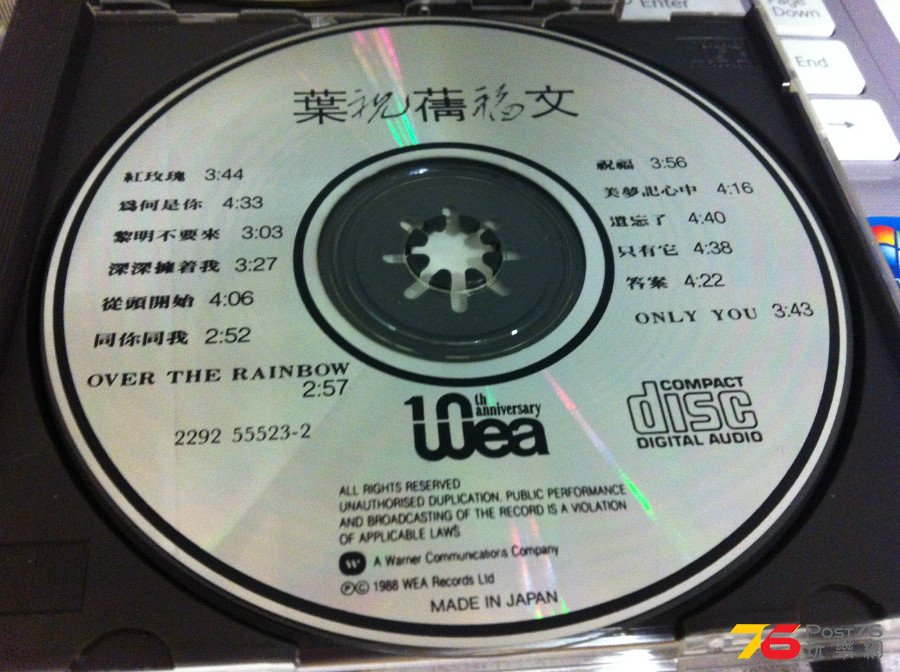 葉祝蒨福文
紅玫瑰 3:44
為何是你 4:33
黎明不要來 3:03
深深擁着我 3:27
從頭開始 4:06
同你同我 2:52
OVER THE RAINBOW
2:57
2292 55523-2
祝福 3:56
美夢記心中 4:16
遺忘了 4:40
只有它 4:38
答案 4:22
ONLY YOU 3:43
10th anniversary
wea
COMPACT
disc
DIGITAL AUDIO
ALL RIGHTS RESERVED
UNAUTHORISED DUPLICATION, PUBLIC PERFORMANCE
AND BROADCASTING OF THE RECORD IS A VIOLATION
OF APPLICABLE LAWS
W A Warner Communications Company
ⓅⒸ 1988 WEA Records Ltd
MADE IN JAPAN
Enter
Page
Down
End
→
76 Post76